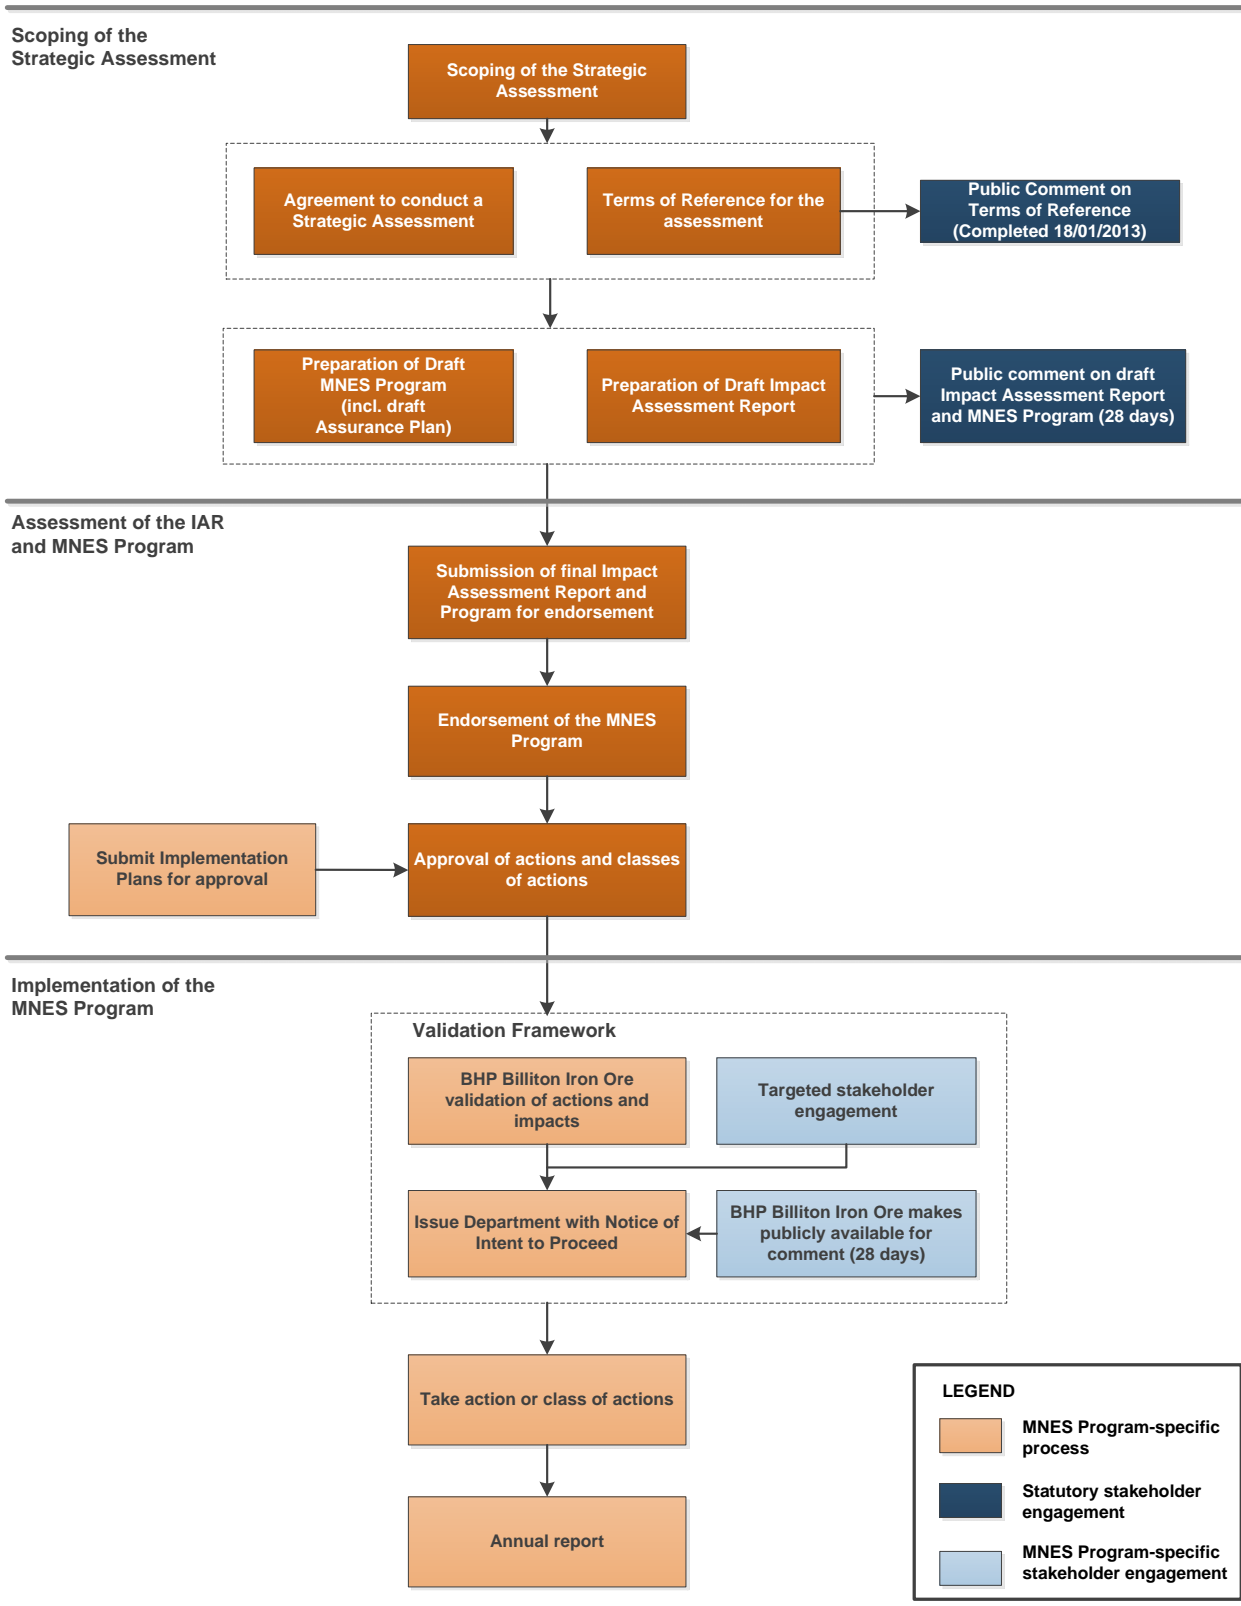 Scoping of the
Strategic Assessment
Scoping of the Strategic
Assessment
Agreement to conduct a
Strategic Assessment
Terms of Reference for the
assessment
Public Comment on
Terms of Reference
(Completed 18/01/2013)
Preparation of Draft
MNES Program
(incl. draft
Assurance Plan)
Preparation of Draft Impact
Assessment Report
Public comment on draft
Impact Assessment Report
and MNES Program (28 days)
Assessment of the IAR
and MNES Program
Submission of final Impact
Assessment Report and
Program for endorsement
Endorsement of the MNES
Program
Submit Implementation
Plans for approval
Approval of actions and classes
of actions
Implementation of the
MNES Program
Validation Framework
BHP Billiton Iron Ore
validation of actions and
impacts
Targeted stakeholder
engagement
Issue Department with Notice of
Intent to Proceed
BHP Billiton Iron Ore makes
publicly available for
comment (28 days)
Take action or class of actions
Annual report
LEGEND
MNES Program-specific
process
Statutory stakeholder
engagement
MNES Program-specific
stakeholder engagement